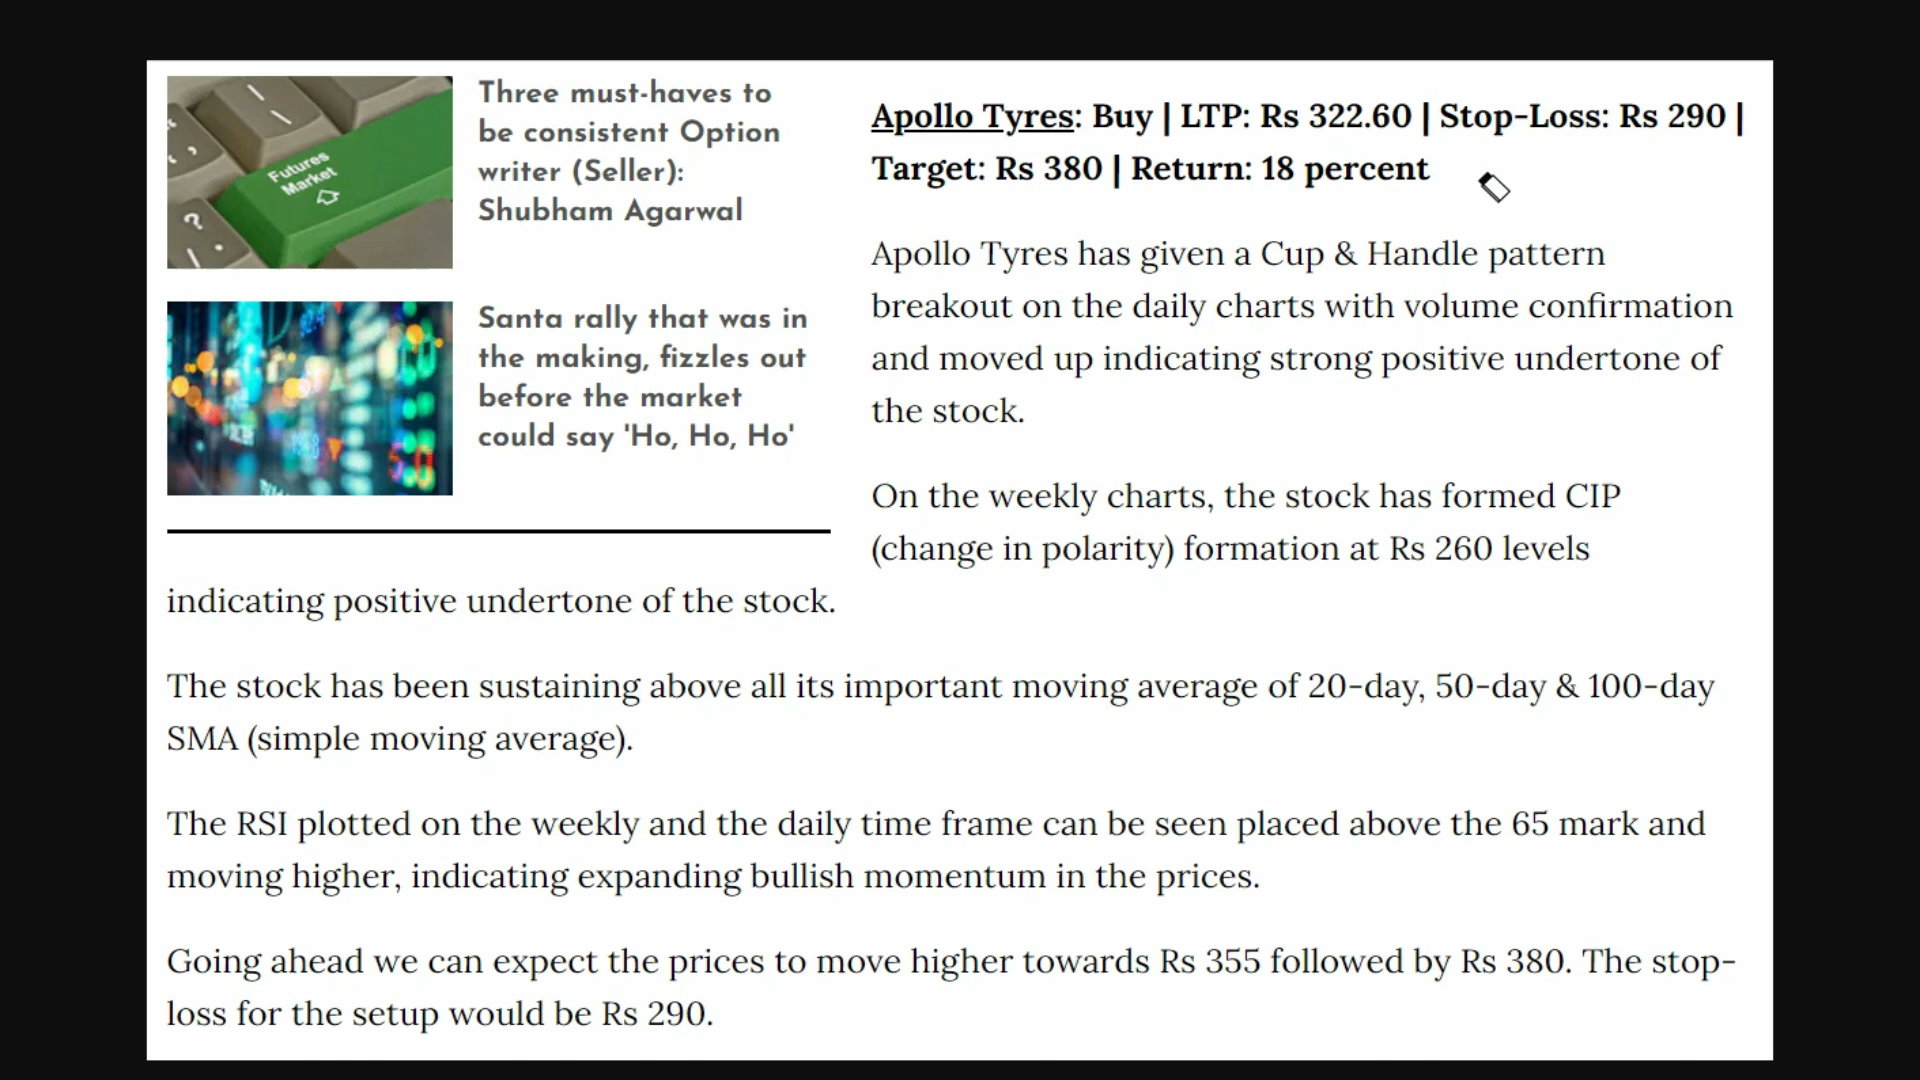 Three must-haves to
be consistent Option
writer (Seller):
Shubham Agarwal
Futures
Market
Santa rally that was in
the making, fizzles out
before the market
could say 'Ho, Ho, Ho'
Apollo Tyres: Buy | LTP: Rs 322.60 | Stop-Loss: Rs 290 |
Target: Rs 380 | Return: 18 percent
Apollo Tyres has given a Cup & Handle pattern
breakout on the daily charts with volume confirmation
and moved up indicating strong positive undertone of
the stock.
On the weekly charts, the stock has formed CIP
(change in polarity) formation at Rs 260 levels
indicating positive undertone of the stock.
The stock has been sustaining above all its important moving average of 20-day, 50-day & 100-day
SMA (simple moving average).
The RSI plotted on the weekly and the daily time frame can be seen placed above the 65 mark and
moving higher, indicating expanding bullish momentum in the prices.
Going ahead we can expect the prices to move higher towards Rs 355 followed by Rs 380. The stop-
loss for the setup would be Rs 290.